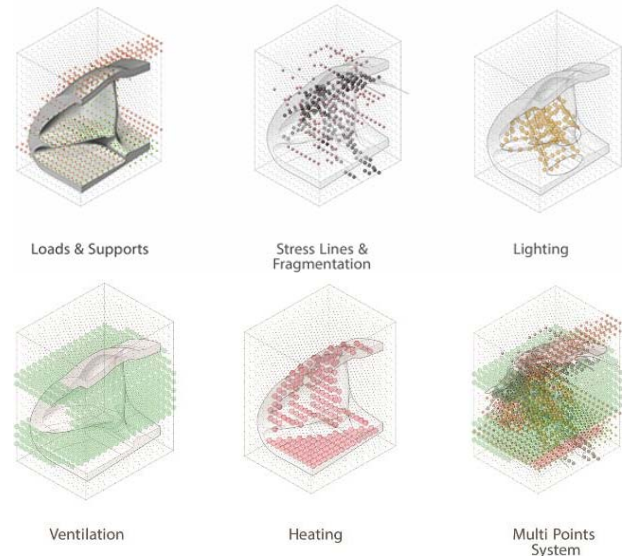 Loads & Supports
Stress Lines &
Fragmentation
Lighting
Ventilation
Heating
Multi Points
System